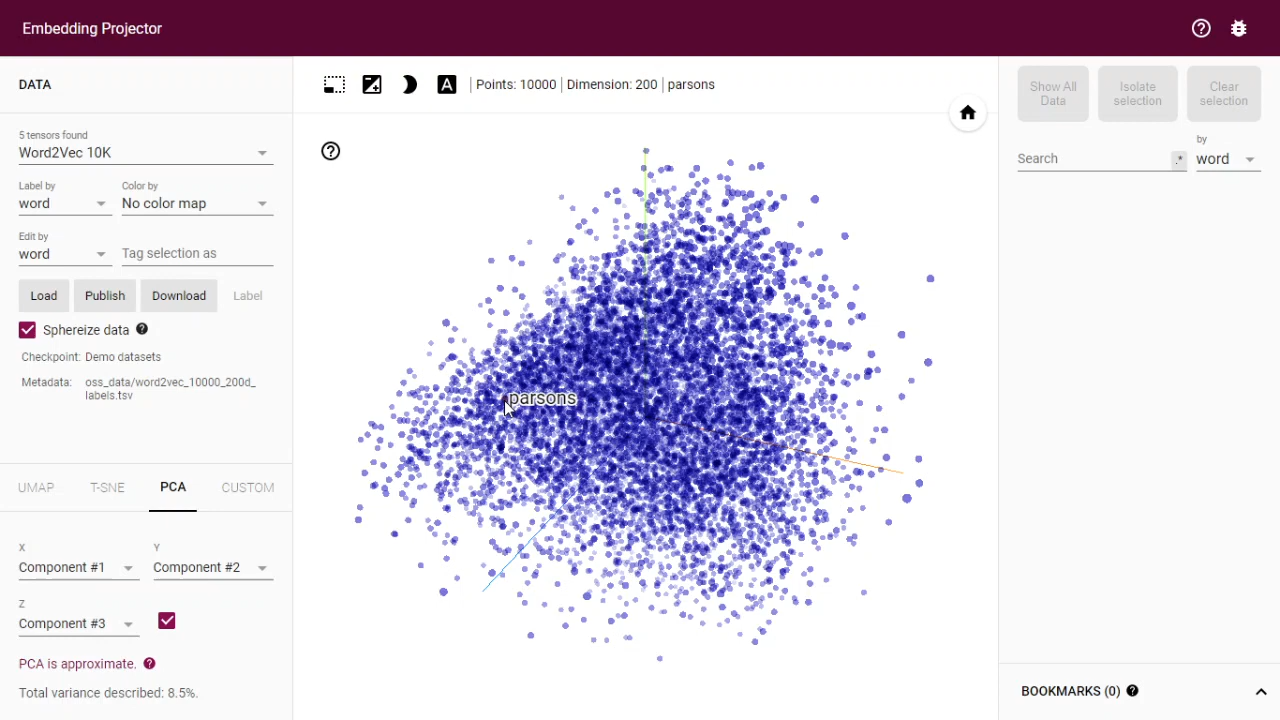 Embedding Projector
DATA
5 tensors found
Word2Vec 10K
Label by
Color by
word
No color map
Edit by
word
Tag selection as
Load
Publish
Download
Label
Sphereize data
Checkpoint: Demo datasets
Metadata: oss_data/word2vec_10000_200d_
labels.tsv
UMAP
T-SNE
PCA
CUSTOM
X
Y
Component #1
Component #2
Z
Component #3
PCA is approximate.
Total variance described: 8.5%.
A
Points: 10000 | Dimension: 200 | parsons
parsons
Show All
Data
Isolate
selection
Clear
selection
by
Search
.*
word
BOOKMARKS (0)